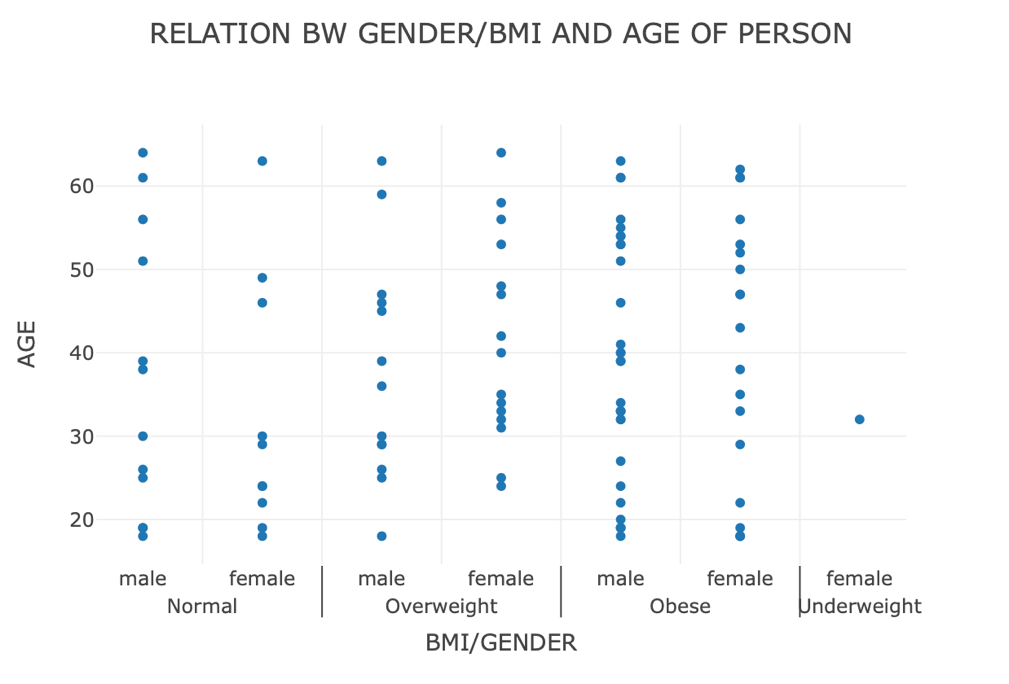 RELATION BW GENDER/BMI AND AGE OF PERSON
60
50
40
30
20
AGE
male female male female male female female
Normal Overweight Obese Underweight
BMI/GENDER